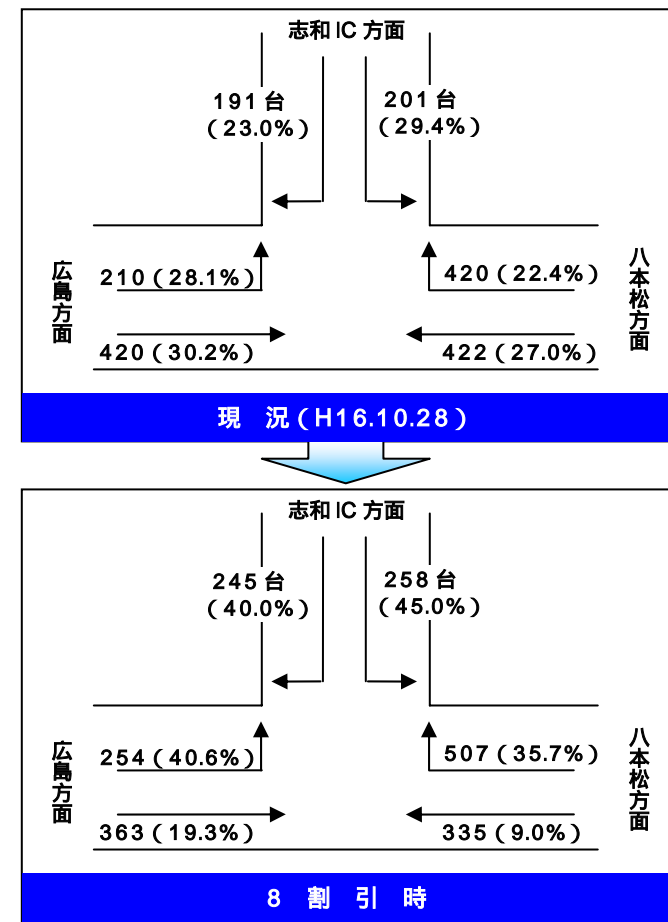 志和IC方面
191台
（23.0%）
201台
（29.4%）
広島方面
210（28.1%）
420（22.4%）
八本松方面
420（30.2%）
422（27.0%）
現　況（H16.10.28）
志和IC方面
245台
（40.0%）
258台
（45.0%）
広島方面
254（40.6%）
507（35.7%）
八本松方面
363（19.3%）
335（9.0%）
8　割　引　時